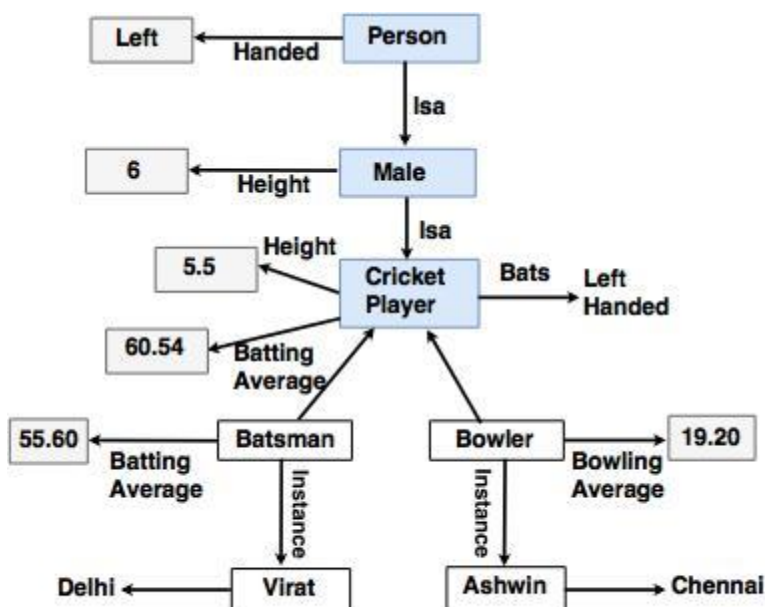 Left
Handed
Person
Isa
6
Height
Male
Isa
Height
5.5
Cricket
Player
Bats
Left
Handed
60.54
Batting
Average
55.60
Batting
Average
Batsman
Bowler
Bowling
Average
19.20
Instance
Instance
Delhi
Virat
Ashwin
Chennai